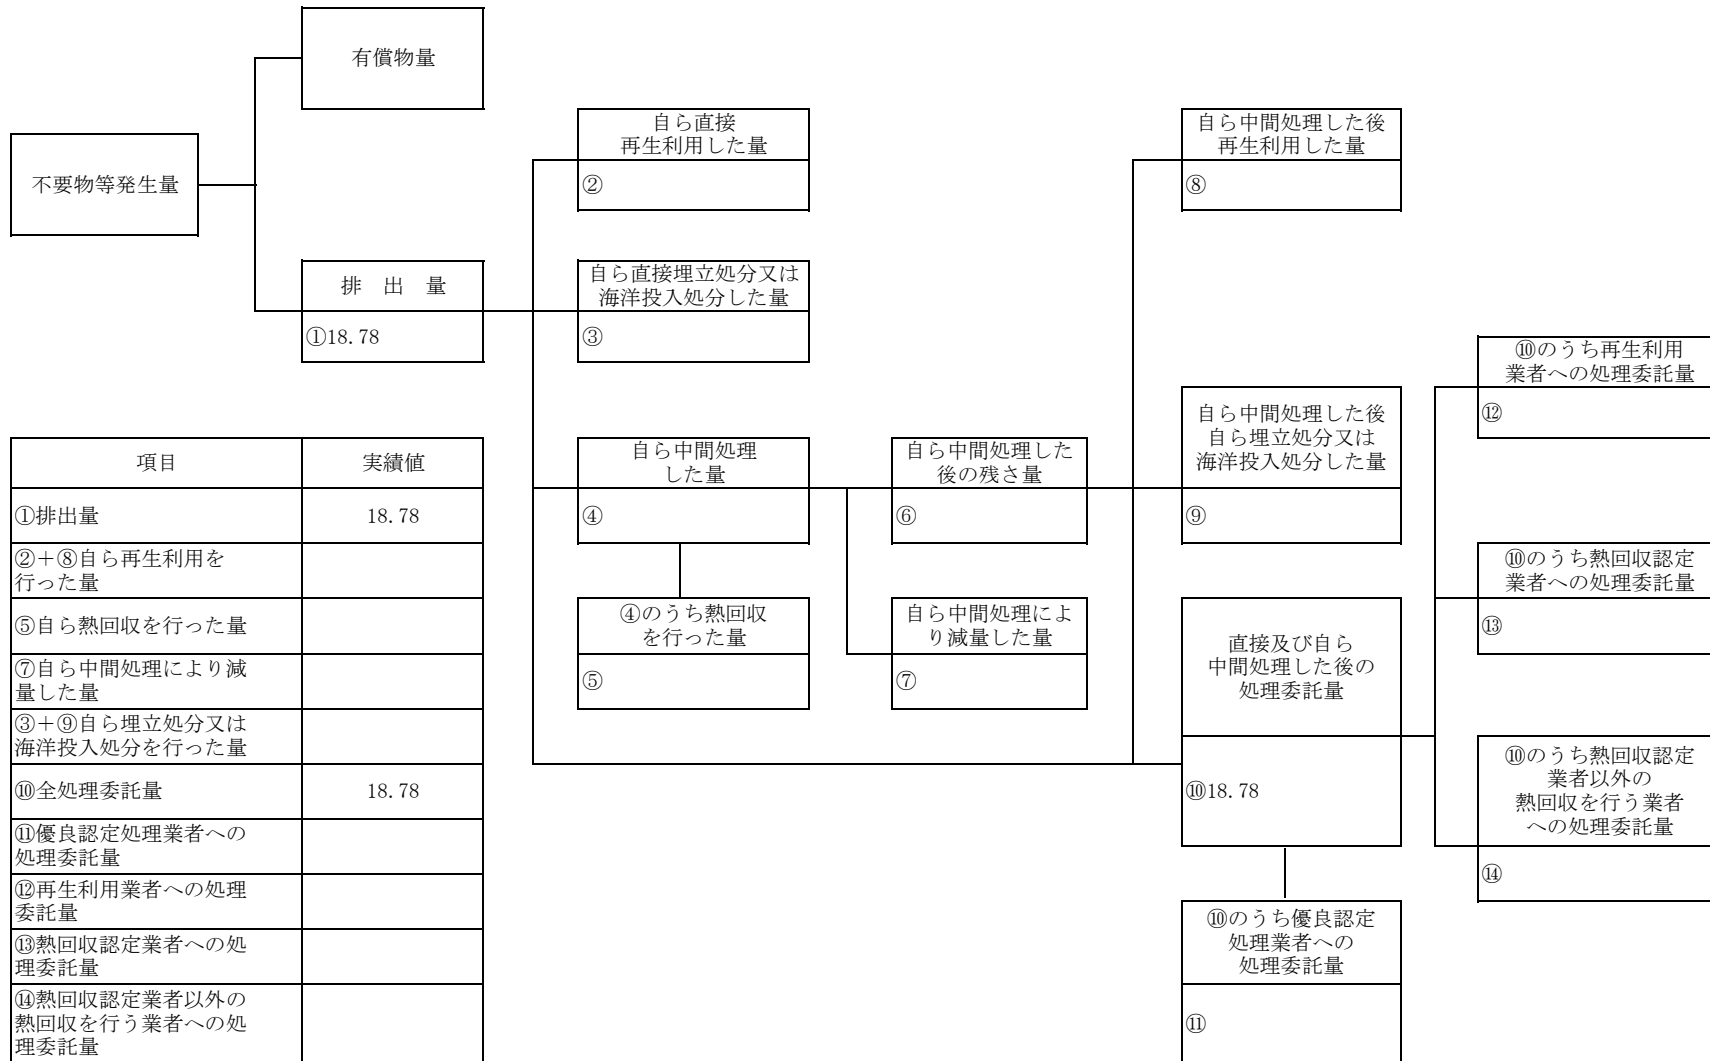 有償物量
不要物等発生量
排　出　量
①18.78
自ら直接
再生利用した量
②
自ら直接埋立処分又は
海洋投入処分した量
③
自ら中間処理
した量
④
④のうち熱回収
を行った量
⑤
自ら中間処理した
後の残さ量
⑥
自ら中間処理によ
り減量した量
⑦
自ら中間処理した後
再生利用した量
⑧
自ら中間処理した後
自ら埋立処分又は
海洋投入処分した量
⑨
直接及び自ら
中間処理した後の
処理委託量
⑩18.78
⑩のうち優良認定
処理業者への
処理委託量
⑪
⑩のうち再生利用
業者への処理委託量
⑫
⑩のうち熱回収認定
業者への処理委託量
⑬
⑩のうち熱回収認定
業者以外の
熱回収を行う業者
への処理委託量
⑭
項目 実績値
①排出量 18.78
②＋⑧自ら再生利用を
行った量
⑤自ら熱回収を行った量
⑦自ら中間処理により減
量した量
③＋⑨自ら埋立処分又は
海洋投入処分を行った量
⑩全処理委託量 18.78
⑪優良認定処理業者への
処理委託量
⑫再生利用業者への処理
委託量
⑬熱回収認定業者への処
理委託量
⑭熱回収認定業者以外の
熱回収を行う業者への処
理委託量